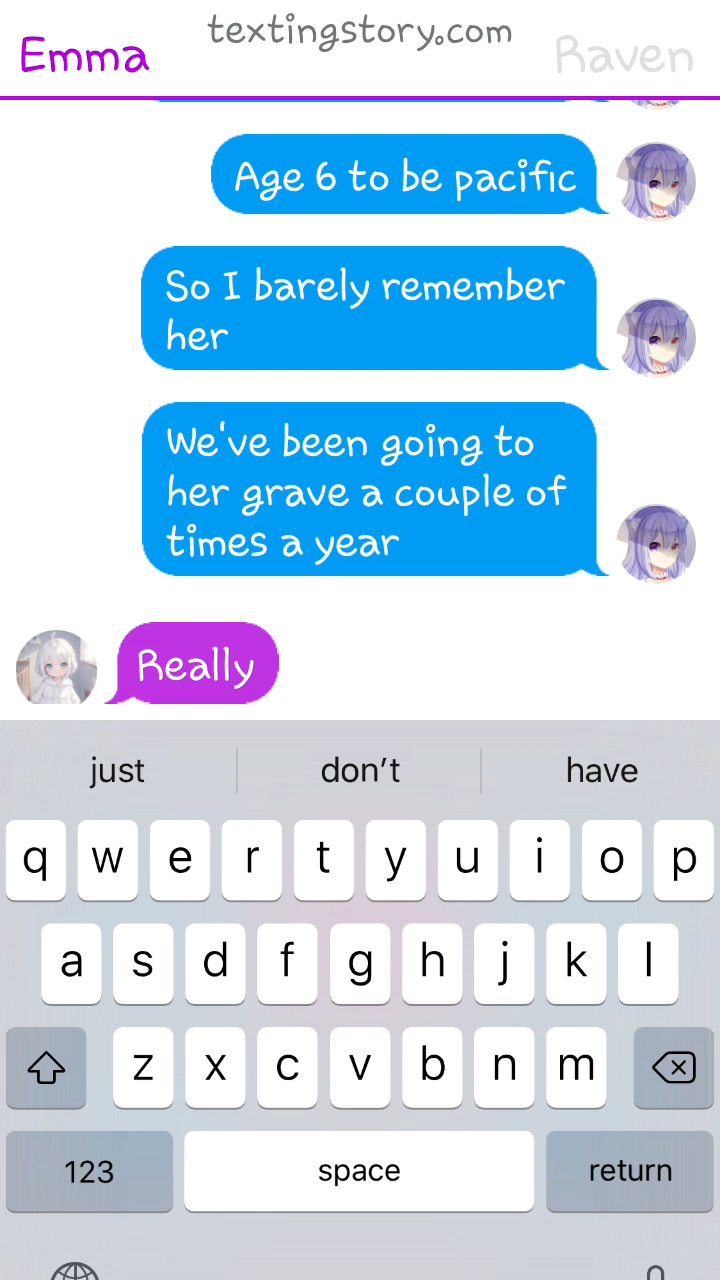 textingstory.com
Emma
Raven
Age 6 to be pacific
So I barely remember
her
We've been going to
her grave a couple of
times a year
Really
just don't have
q w e r t y u i o p
a s d f g h j k l
z x c v b n m
123 space return